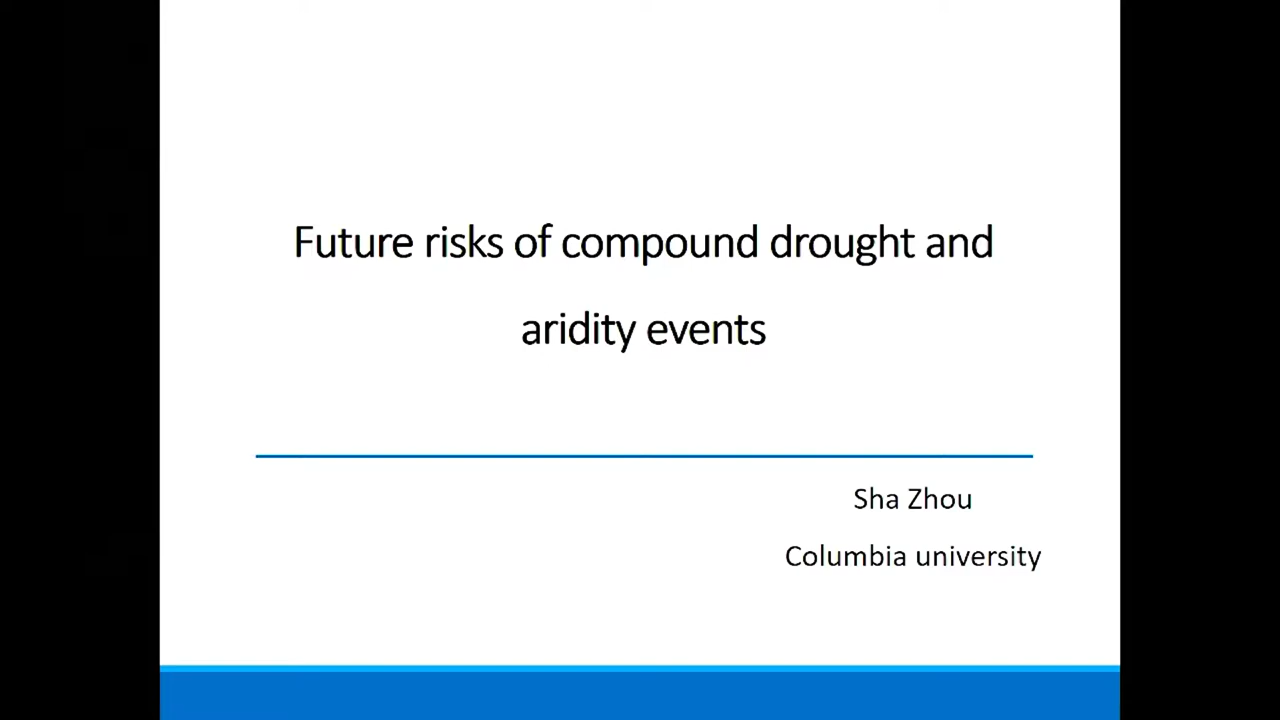 Future risks of compound drought and
aridity events
Sha Zhou
Columbia university